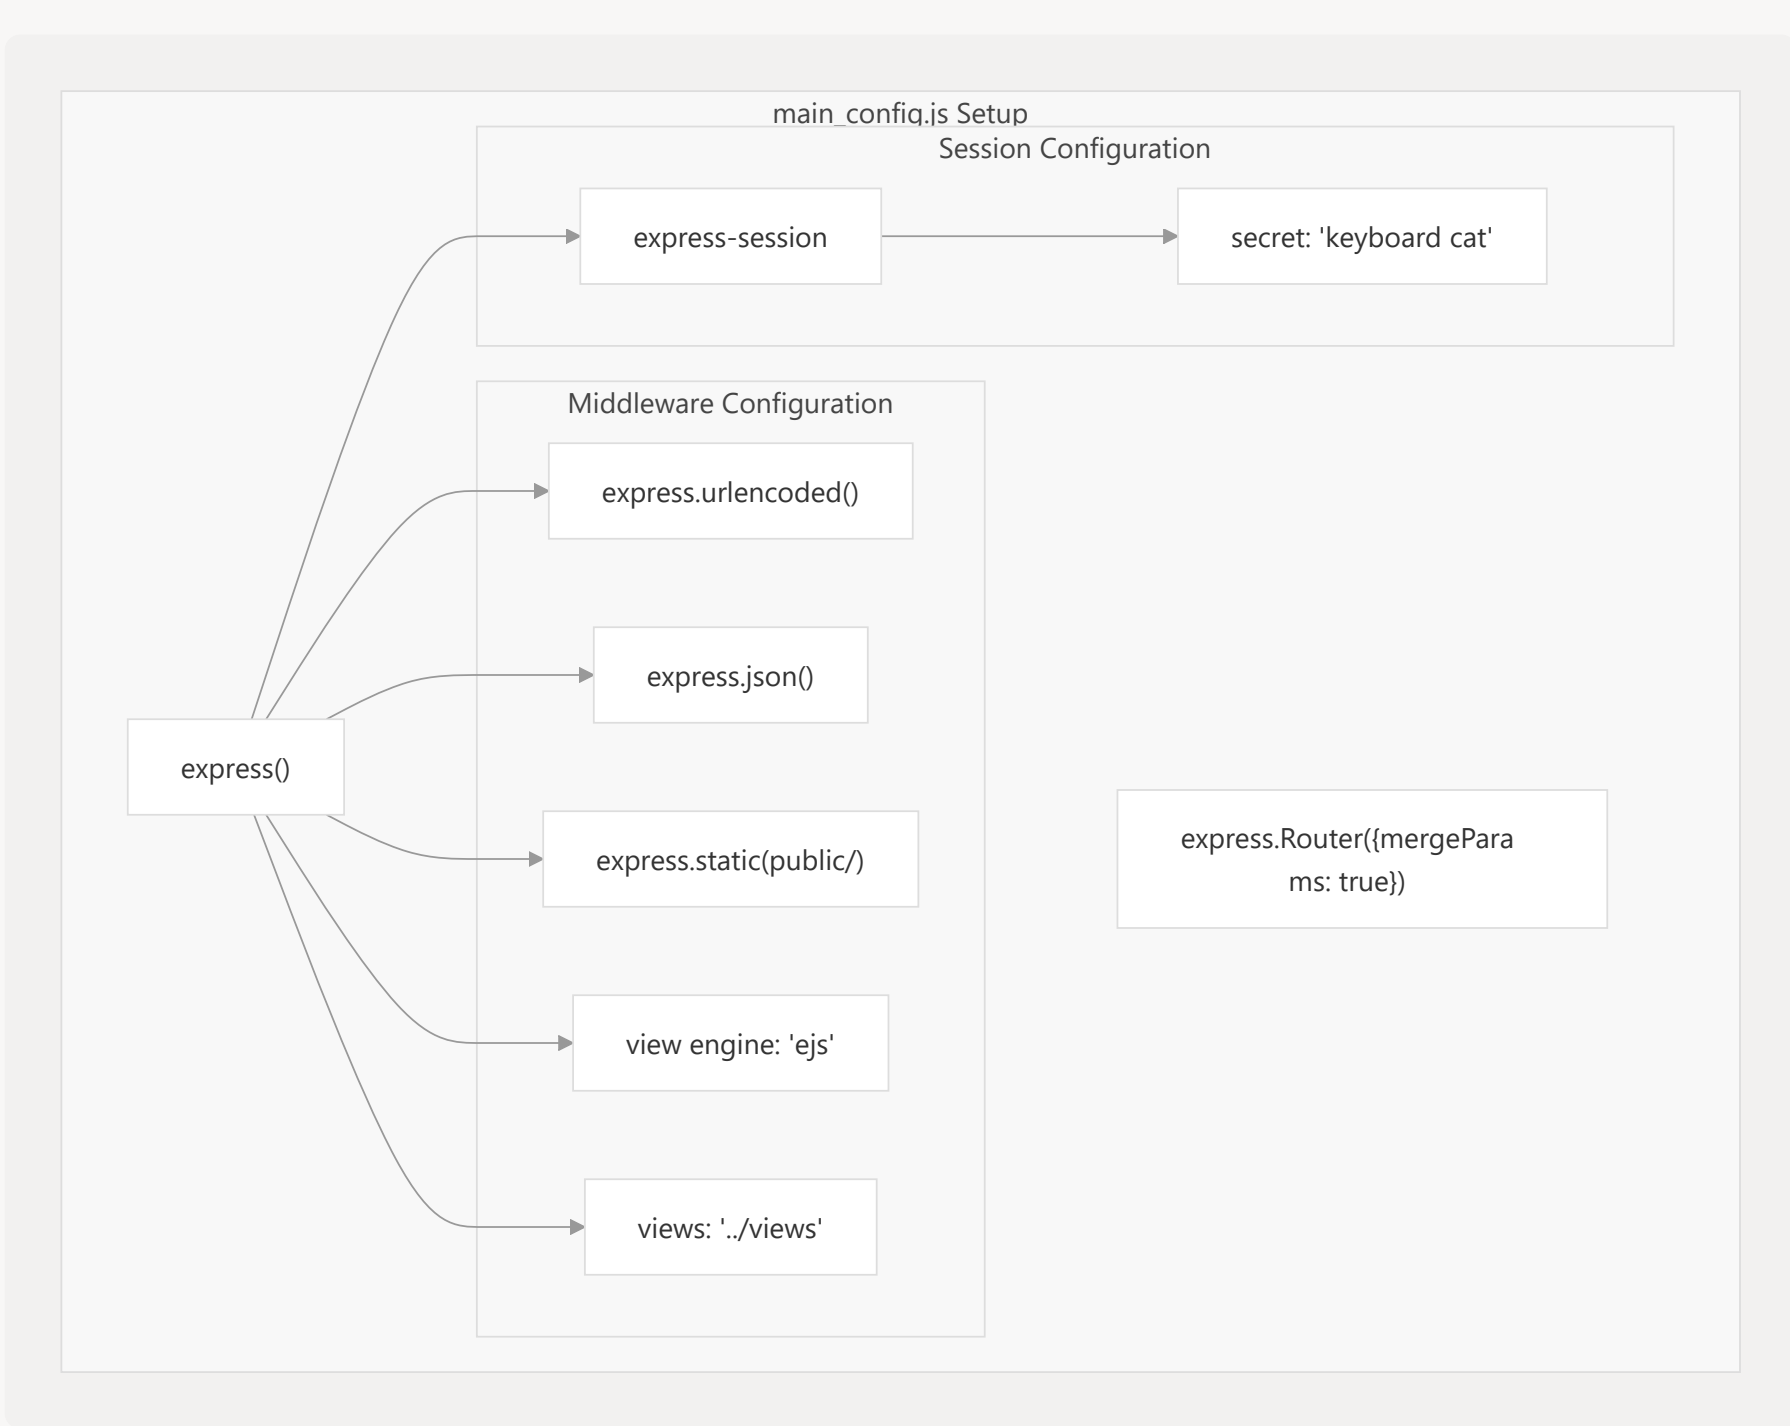 main_config.js Setup
Session Configuration
express-session
secret: 'keyboard cat'
Middleware Configuration
express.urlencoded()
express.json()
express()
express.static(public/)
express.Router({mergePara
ms: true})
view engine: 'ejs'
views: '../views'